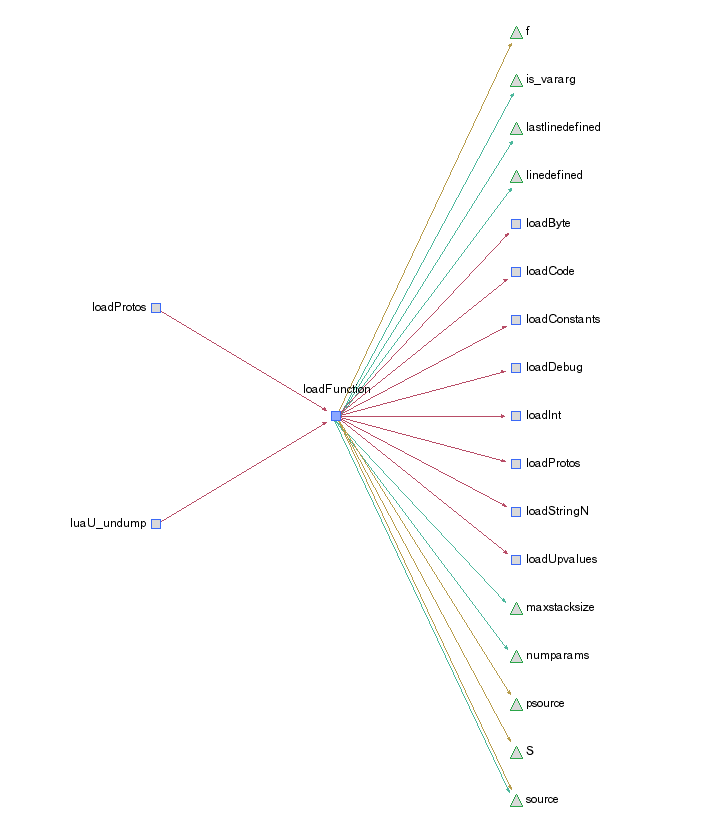 f
is_vararg
lastlinedefined
linedefined
loadByte
loadCode
loadProtos
loadConstants
loadDebug
loadFunction
loadInt
loadProtos
loadStringN
luaU_undump
loadUpvalues
maxstacksize
numparams
psource
S
source